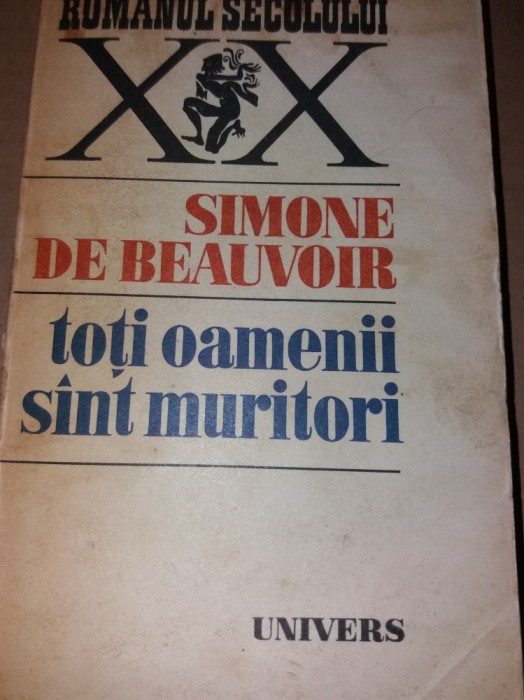 ROMANUL SECOLULUI
XX
SIMONE
DE BEAUVOIR
toți oamenii
sînt muritori
UNIVERS